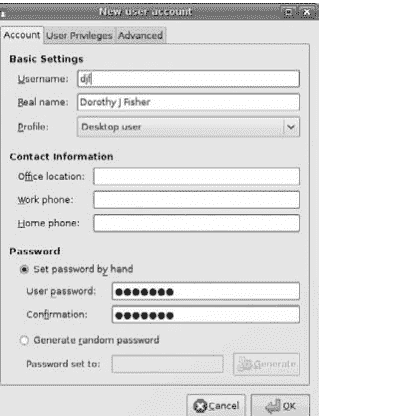 New user account
Account User Privileges Advanced
Basic Settings
Username: djf
Real name: Dorothy J Fisher
Profile: Desktop user
Contact Information
Office location:
Work phone:
Home phone:
Password
Set password by hand
User password: ●●●●●●●
Confirmation: ●●●●●●●
Generate random password
Password set to: Generate
Cancel OK